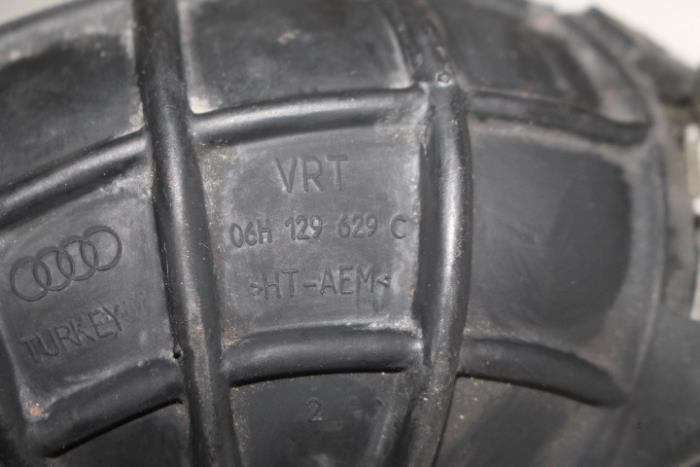 VRT
06H 129 629 C
>HT-AEM<
TURKEY
2